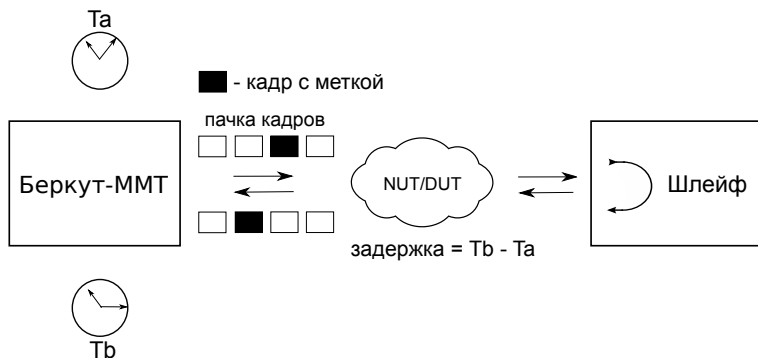 Ta
- кадр с меткой
пачка кадров
Беркут-ММТ
NUT/DUT
Шлейф
задержка = Tb - Ta
Tb